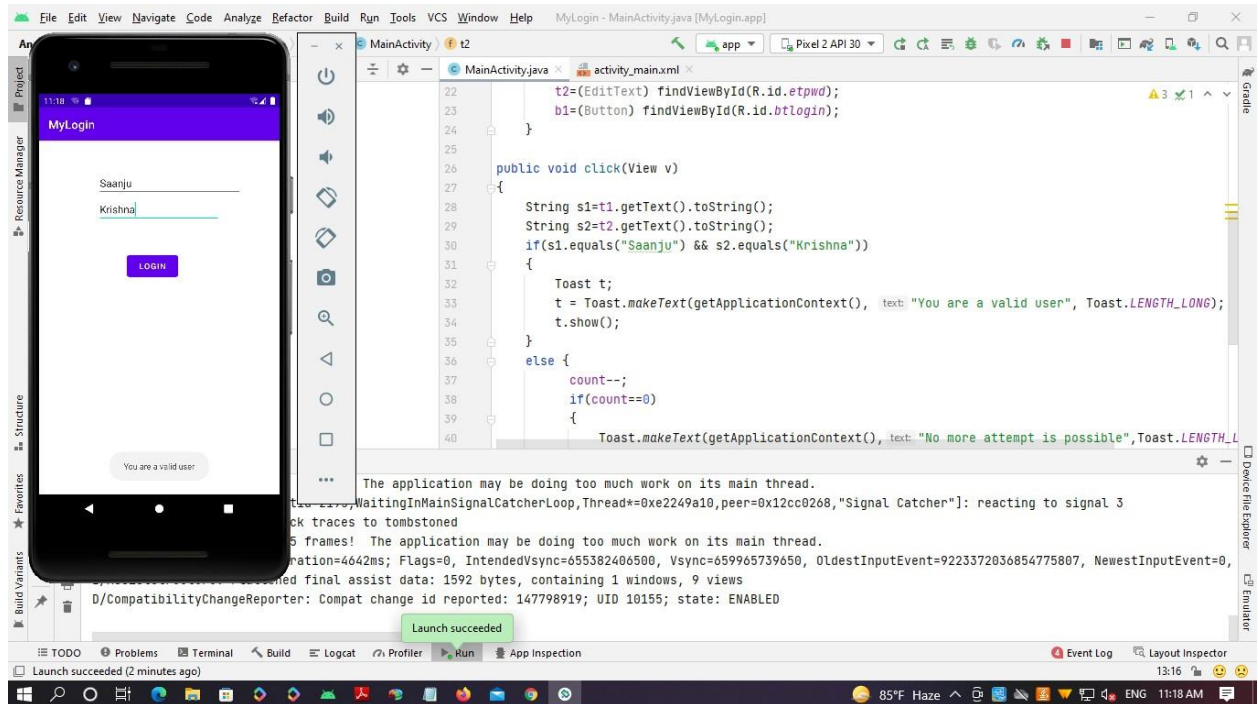 File Edit View Navigate Code Analyze Refactor Build Run Tools VCS Window Help MyLogin - MainActivity.java [MyLogin.app]
An MainActivity t2 app Pixel 2 API 30
MainActivity.java activity_main.xml
Project
Resource Manager
Structure
Favorites
Build Variants
Gradle
Device File Explorer
Emulator
11:18
MyLogin
Saanju
Krishna
LOGIN
You are a valid user
3 1
22 t2=(EditText) findViewById(R.id.etpwd);
23 b1=(Button) findViewById(R.id.btlogin);
24 }
25
26 public void click(View v)
27 {
28 String s1=t1.getText().toString();
29 String s2=t2.getText().toString();
30 if(s1.equals("Saanju") && s2.equals("Krishna"))
31 {
32 Toast t;
33 t = Toast.makeText(getApplicationContext(), text: "You are a valid user", Toast.LENGTH_LONG);
34 t.show();
35 }
36 else {
37 count--;
38 if(count==0)
39 {
40 Toast.makeText(getApplicationContext(), text: "No more attempt is possible",Toast.LENGTH_L
The application may be doing too much work on its main thread.
WaitingInMainSignalCatcherLoop,Thread*=0xe2249a10,peer=0x12cc0268,"Signal Catcher"]: reacting to signal 3
ck traces to tombstoned
5 frames! The application may be doing too much work on its main thread.
ration=4642ms; Flags=0, IntendedVsync=655382406500, Vsync=659965739650, OldestInputEvent=9223372036854775807, NewestInputEvent=0,
ed final assist data: 1592 bytes, containing 1 windows, 9 views
D/CompatibilityChangeReporter: Compat change id reported: 147798919; UID 10155; state: ENABLED
Launch succeeded
TODO Problems Terminal Build Logcat Profiler Run App Inspection 4 Event Log Layout Inspector
Launch succeeded (2 minutes ago) 13:16
85°F Haze ENG 11:18 AM